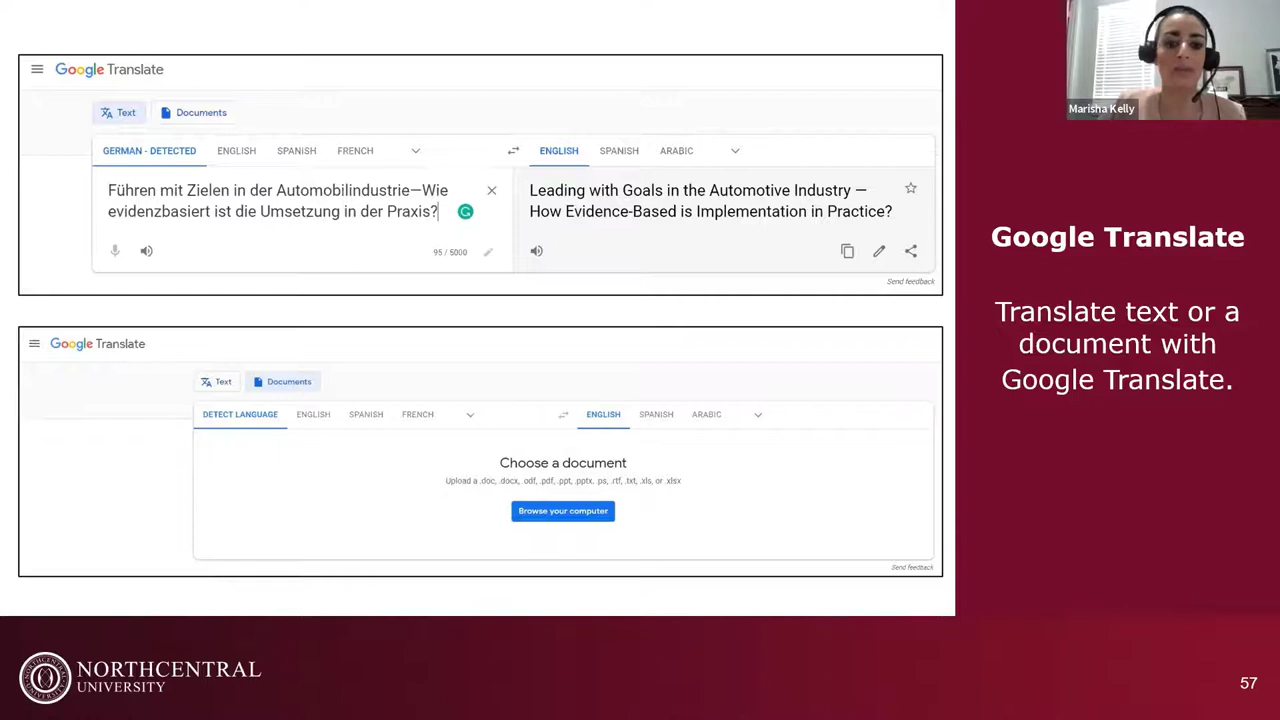 Google Translate
Text Documents
GERMAN - DETECTED ENGLISH SPANISH FRENCH ENGLISH SPANISH ARABIC
Führen mit Zielen in der Automobilindustrie—Wie
evidenzbasiert ist die Umsetzung in der Praxis?
Leading with Goals in the Automotive Industry —
How Evidence-Based is Implementation in Practice?
95 / 5000
Send feedback
Google Translate
Text Documents
DETECT LANGUAGE ENGLISH SPANISH FRENCH ENGLISH SPANISH ARABIC
Choose a document
Upload a .doc, .docx, .odf, .pdf, .ppt, .pptx, .ps, .rtf, .txt, .xls, or .xlsx
Browse your computer
Send feedback
Marisha Kelly
Google Translate
Translate text or a
document with
Google Translate.
NORTHCENTRAL
UNIVERSITY
57